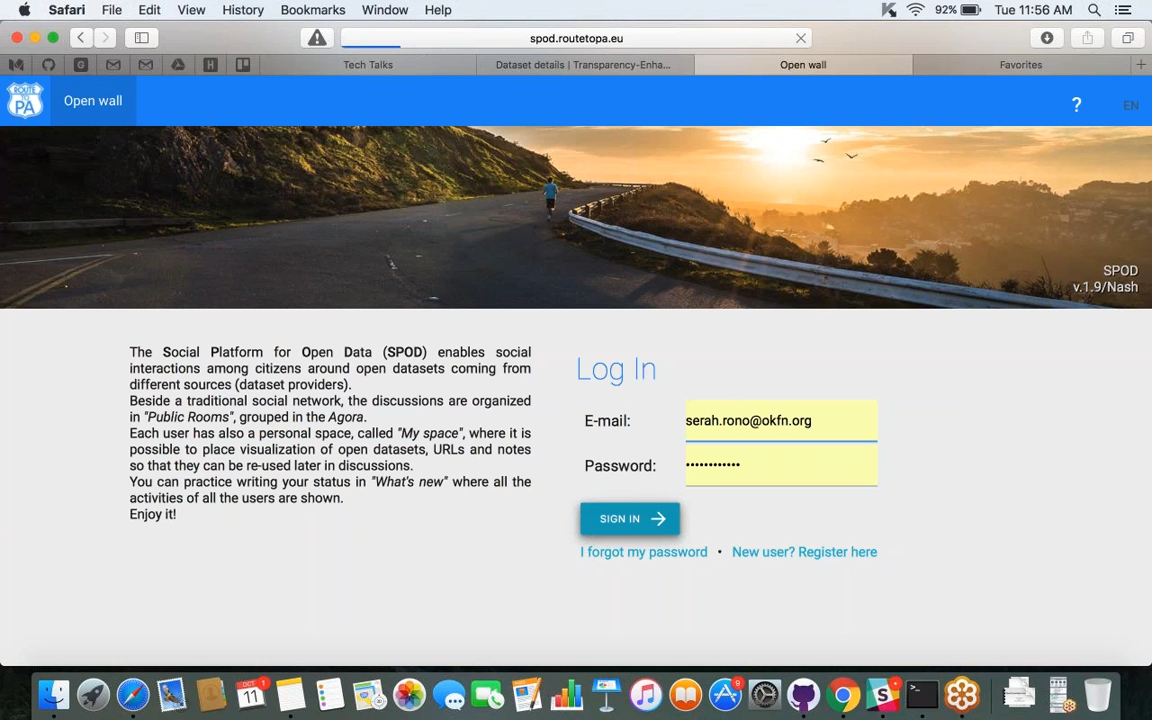 Safari File Edit View History Bookmarks Window Help 92% Tue 11:56 AM
spod.routetopa.eu
Tech Talks Dataset details | Transparency-Enha... Open wall Favorites
ROUTE TO PA Open wall ? EN
SPOD
v.1.9/Nash
The Social Platform for Open Data (SPOD) enables social
interactions among citizens around open datasets coming from
different sources (dataset providers).
Beside a traditional social network, the discussions are organized
in "Public Rooms", grouped in the Agora.
Each user has also a personal space, called "My space", where it is
possible to place visualization of open datasets, URLs and notes
so that they can be re-used later in discussions.
You can practice writing your status in "What's new" where all the
activities of all the users are shown.
Enjoy it!
Log In
E-mail: serah.rono@okfn.org
Password: ••••••••••••
SIGN IN
I forgot my password • New user? Register here
OCT 1
11
9